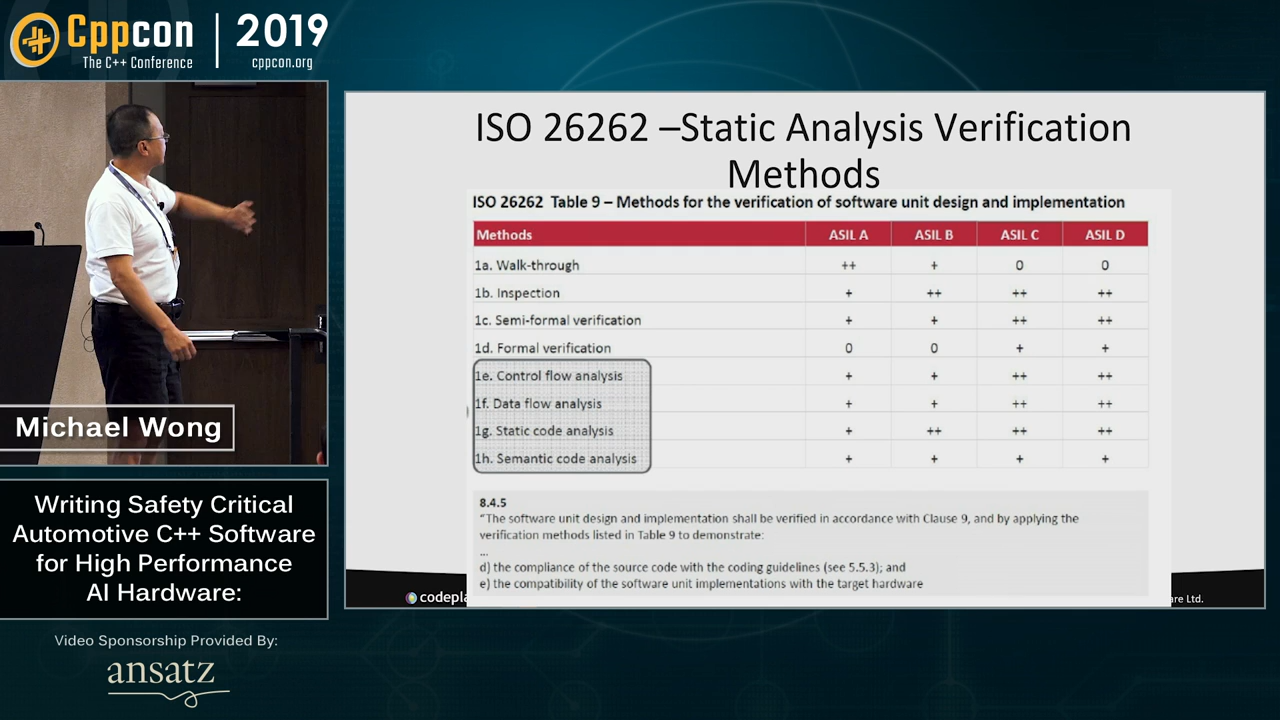 Cppcon
The C++ Conference
2019
cppcon.org
Michael Wong
Writing Safety Critical
Automotive C++ Software
for High Performance
AI Hardware:
Video Sponsorship Provided By:
ansatz
ISO 26262 –Static Analysis Verification
Methods
ISO 26262 Table 9 – Methods for the verification of software unit design and implementation
Methods ASIL A ASIL B ASIL C ASIL D
1a. Walk-through ++ + 0 0
1b. Inspection + ++ ++ ++
1c. Semi-formal verification + + ++ ++
1d. Formal verification 0 0 + +
1e. Control flow analysis + + ++ ++
1f. Data flow analysis + + ++ ++
1g. Static code analysis + ++ ++ ++
1h. Semantic code analysis + + + +
8.4.5
“The software unit design and implementation shall be verified in accordance with Clause 9, and by applying the
verification methods listed in Table 9 to demonstrate:
...
d) the compliance of the source code with the coding guidelines (see 5.5.3); and
e) the compatibility of the software unit implementations with the target hardware
Ltd.